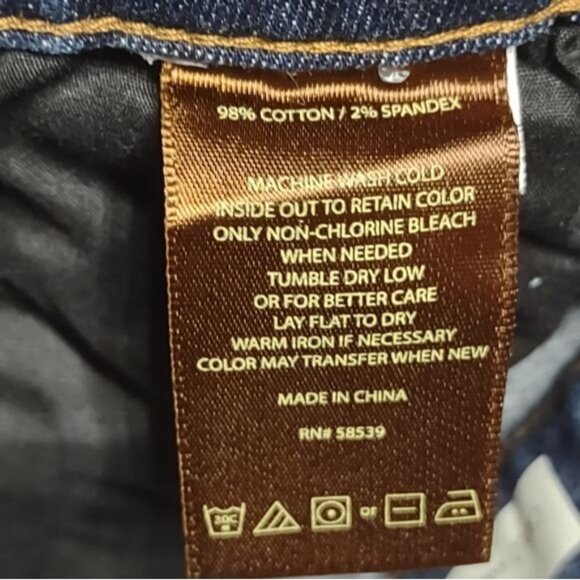 98% COTTON / 2% SPANDEX
MACHINE WASH COLD
INSIDE OUT TO RETAIN COLOR
ONLY NON-CHLORINE BLEACH
WHEN NEEDED
TUMBLE DRY LOW
OR FOR BETTER CARE
LAY FLAT TO DRY
WARM IRON IF NECESSARY
COLOR MAY TRANSFER WHEN NEW
MADE IN CHINA
RN# 58539
30C OR